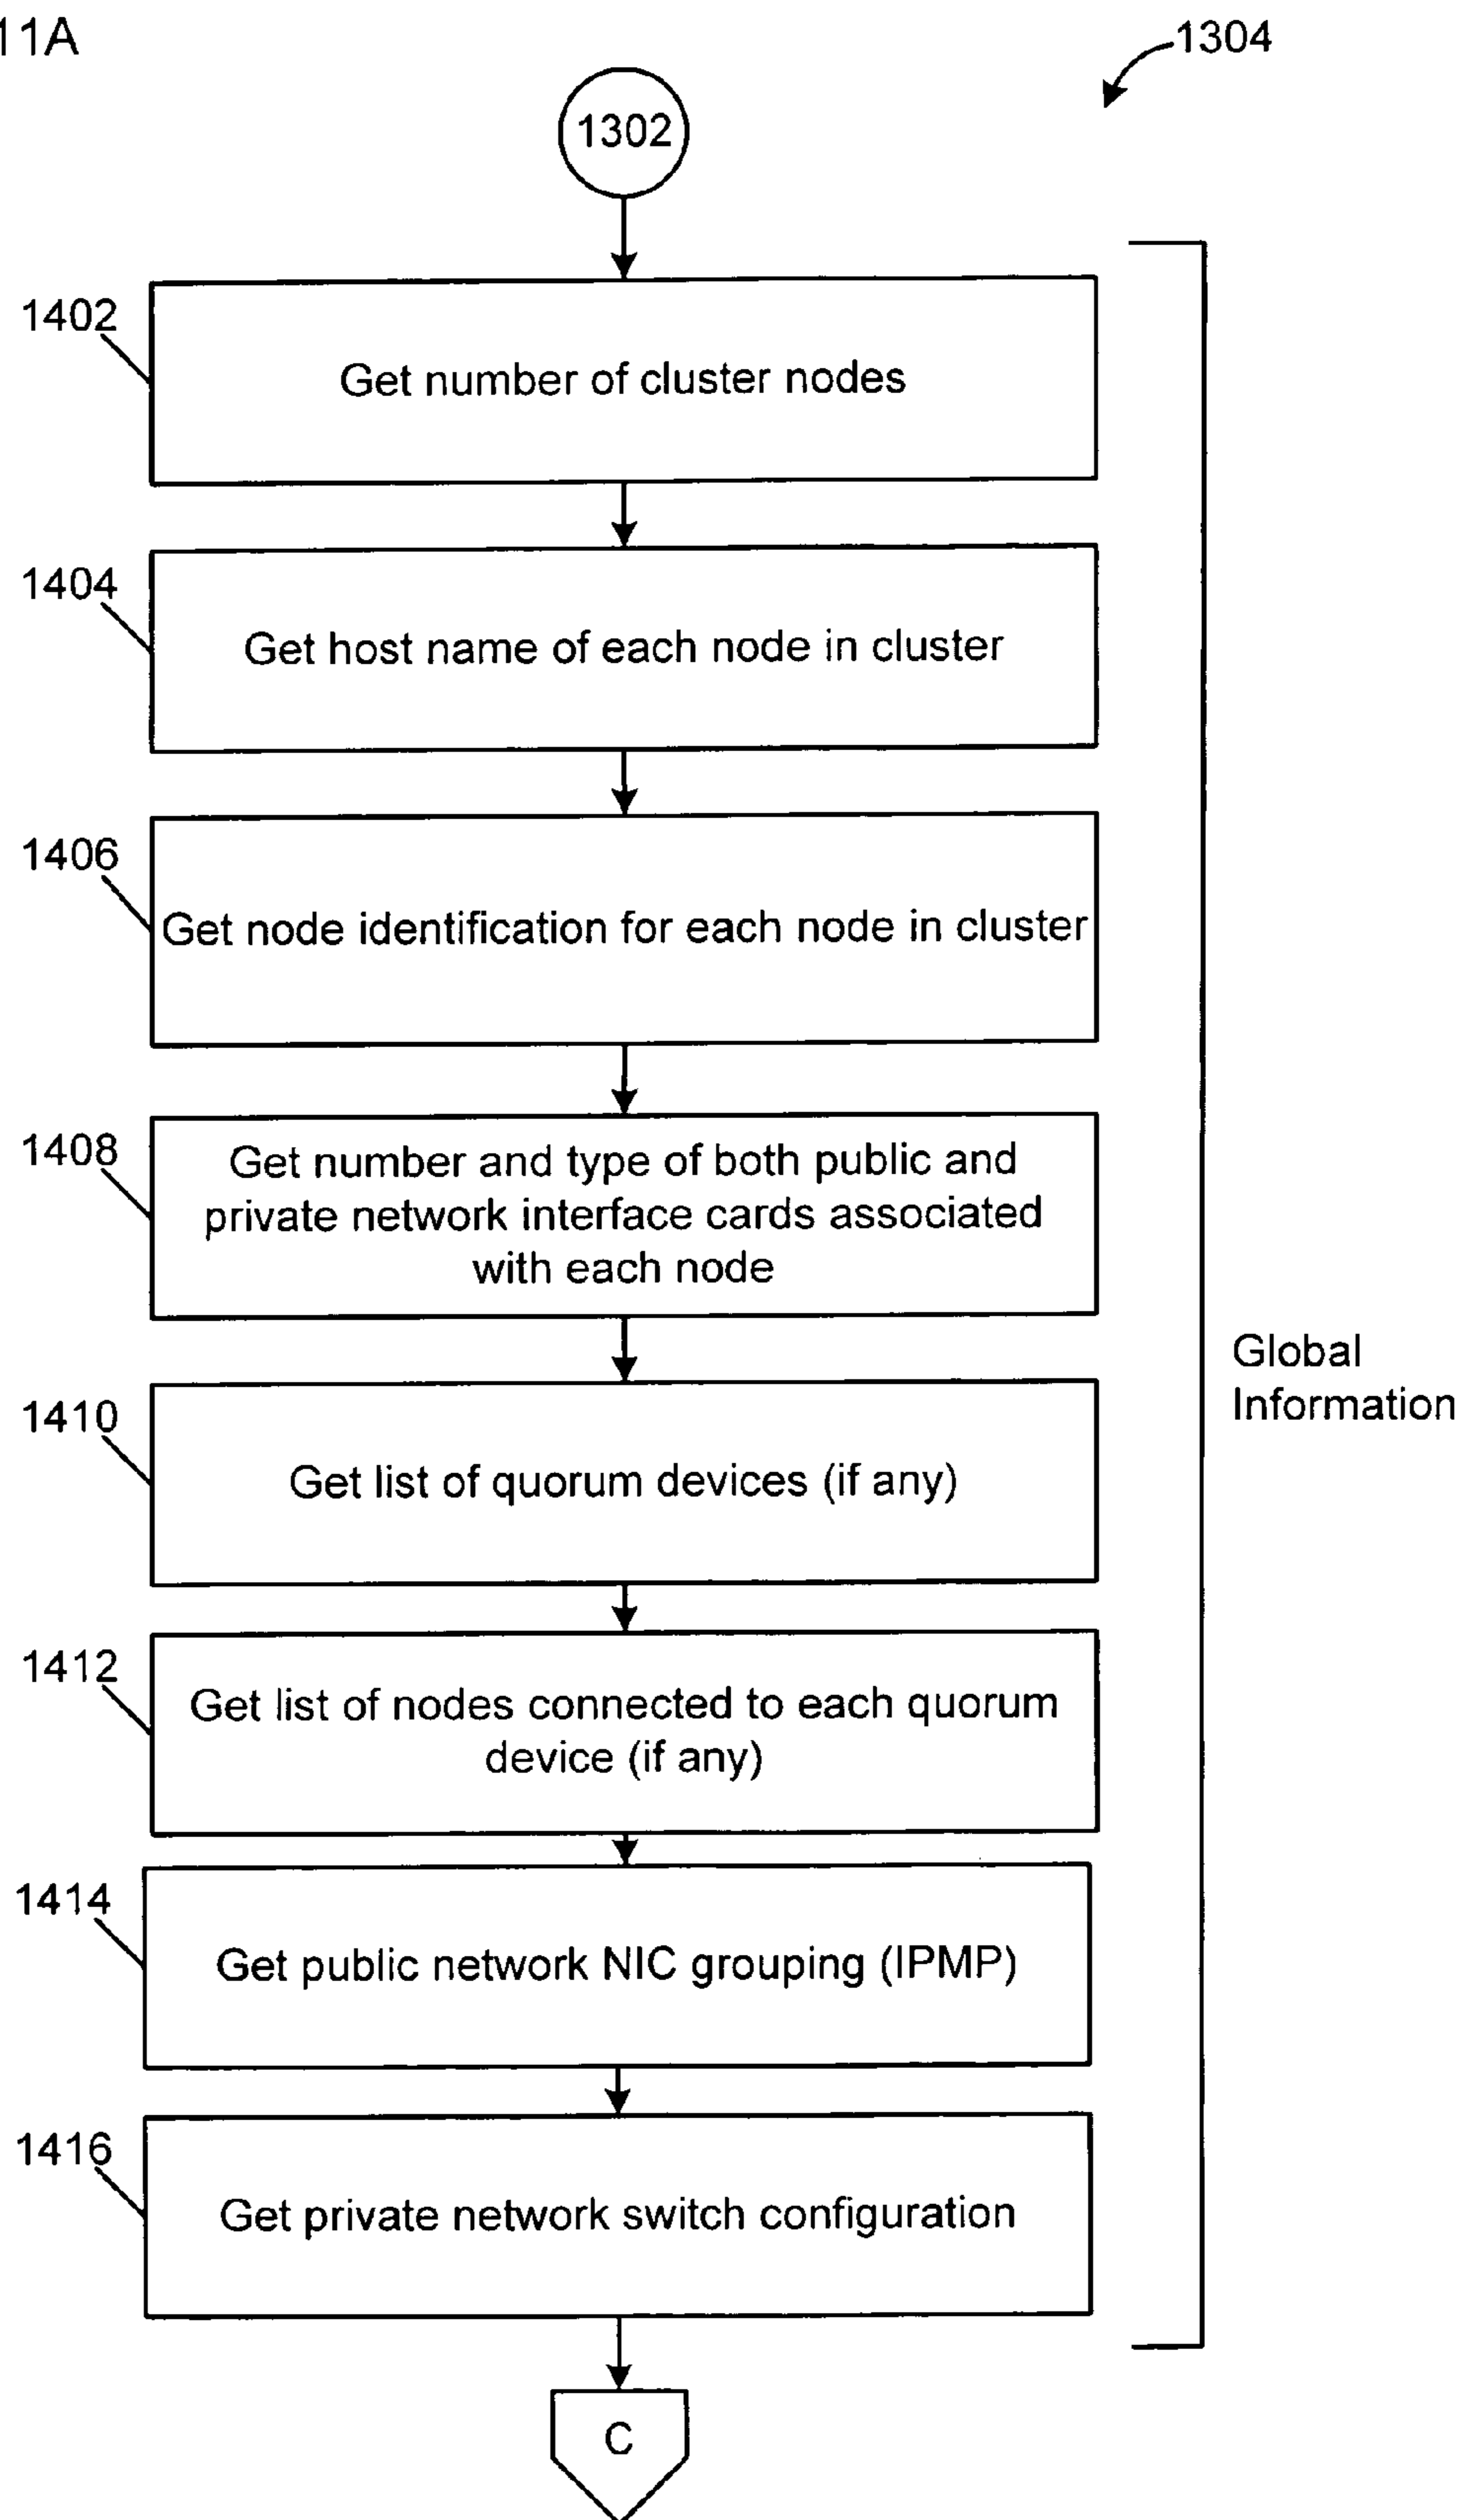 11A
1304
1302
1402
Get number of cluster nodes
1404
Get host name of each node in cluster
1406
Get node identification for each node in cluster
1408
Get number and type of both public and
private network interface cards associated
with each node
Global
Information
1410
Get list of quorum devices (if any)
1412
Get list of nodes connected to each quorum
device (if any)
1414
Get public network NIC grouping (IPMP)
1416
Get private network switch configuration
C